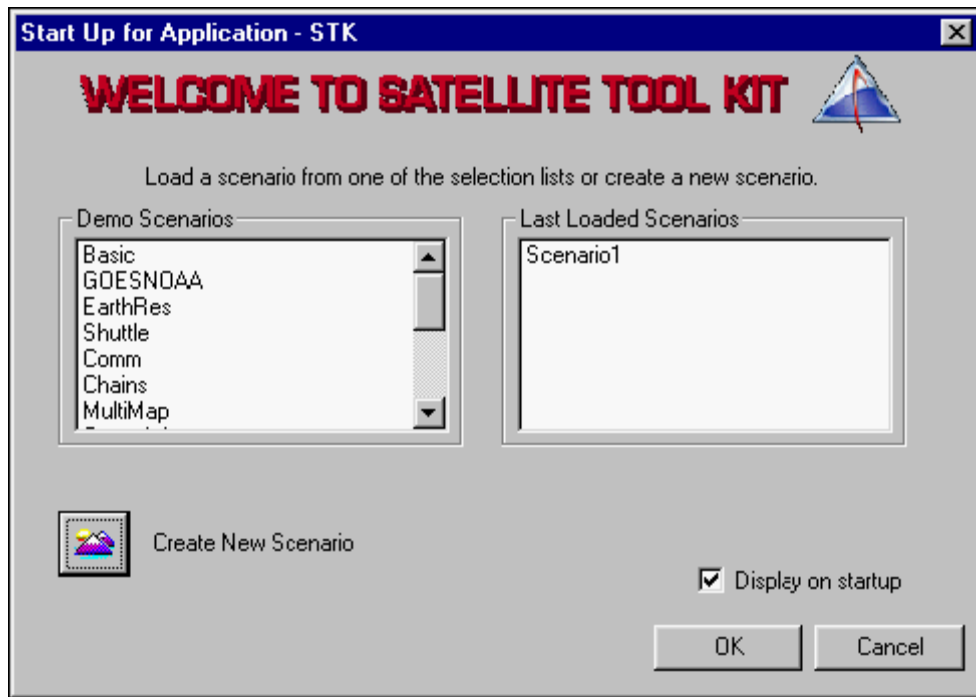 Start Up for Application - STK
WELCOME TO SATELLITE TOOL KIT
Load a scenario from one of the selection lists or create a new scenario.
Demo Scenarios
Basic
GOESNOAA
EarthRes
Shuttle
Comm
Chains
MultiMap
Last Loaded Scenarios
Scenario1
Create New Scenario
Display on startup
OK
Cancel